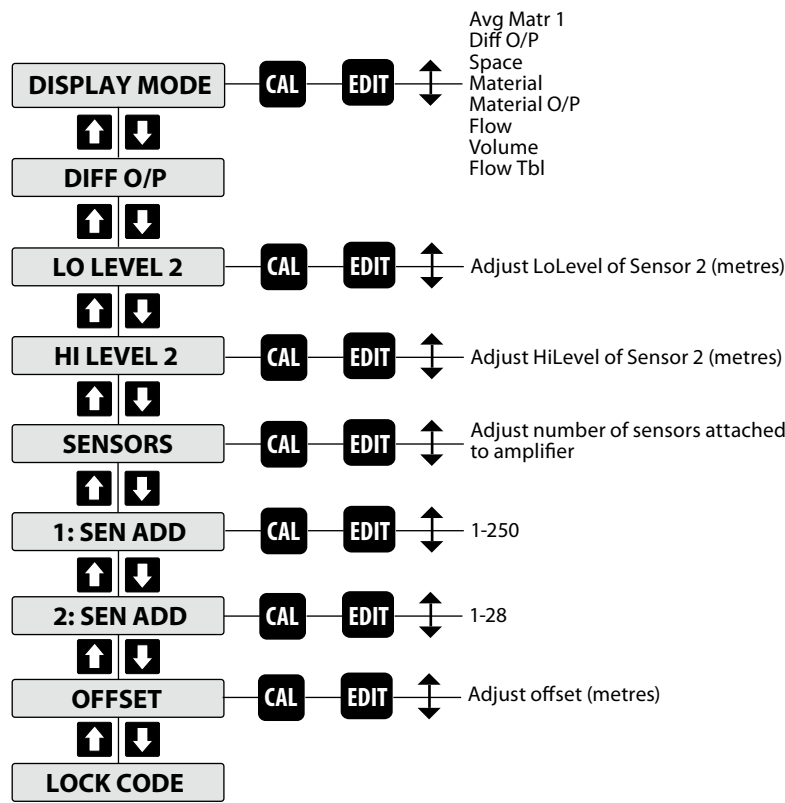 Avg Matr 1
Diff O/P
Space
DISPLAY MODE CAL EDIT Material
Material O/P
Flow
Volume
Flow Tbl
DIFF O/P
LO LEVEL 2 CAL EDIT Adjust LoLevel of Sensor 2 (metres)
HI LEVEL 2 CAL EDIT Adjust HiLevel of Sensor 2 (metres)
SENSORS CAL EDIT Adjust number of sensors attached
to amplifier
1: SEN ADD CAL EDIT 1-250
2: SEN ADD CAL EDIT 1-28
OFFSET CAL EDIT Adjust offset (metres)
LOCK CODE